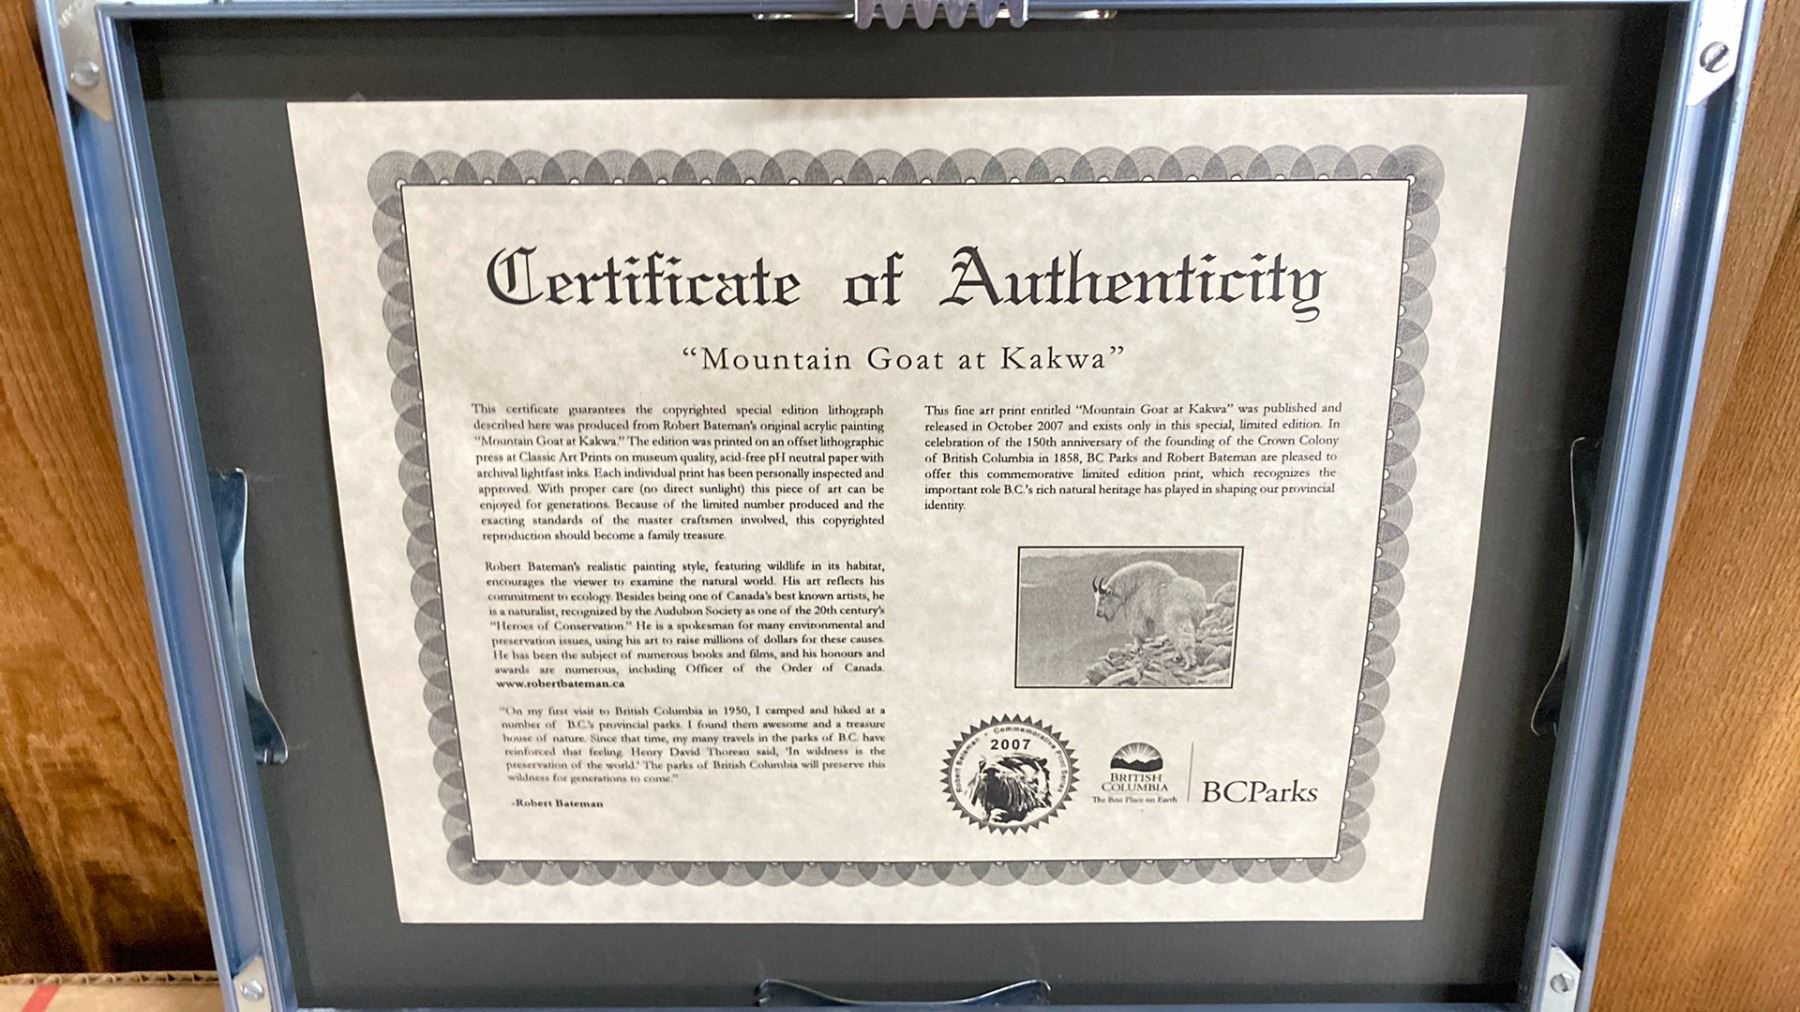 Certificate of Authenticity
"Mountain Goat at Kakwa"
This certificate guarantees the copyrighted special edition lithograph
described here was produced from Robert Bateman's original acrylic painting
"Mountain Goat at Kakwa." The edition was printed on an offset lithographic
press at Classic Art Prints on museum quality, acid-free pH neutral paper with
archival lightfast inks. Each individual print has been personally inspected and
approved. With proper care (no direct sunlight) this piece of art can be
enjoyed for generations. Because of the limited number produced and the
exacting standards of the master craftsmen involved, this copyrighted
reproduction should become a family treasure.
Robert Bateman's realistic painting style, featuring wildlife in its habitat,
encourages the viewer to examine the natural world. His art reflects his
commitment to ecology. Besides being one of Canada's best known artists, he
is a naturalist, recognized by the Audubon Society as one of the 20th century's
"Heroes of Conservation." He is a spokesman for many environmental and
preservation issues, using his art to raise millions of dollars for these causes.
He has been the subject of numerous books and films, and his honours and
awards are numerous, including Officer of the Order of Canada.
www.robertbateman.ca
"On my first visit to British Columbia in 1950, I camped and hiked at a
number of B.C.'s provincial parks. I found them awesome and a treasure
house of nature. Since that time, my many travels in the parks of B.C. have
reinforced that feeling. Henry David Thoreau said, 'In wildness is the
preservation of the world.' The parks of British Columbia will preserve this
wildness for generations to come."
-Robert Bateman
This fine art print entitled "Mountain Goat at Kakwa" was published and
released in October 2007 and exists only in this special, limited edition. In
celebration of the 150th anniversary of the founding of the Crown Colony
of British Columbia in 1858, BC Parks and Robert Bateman are pleased to
offer this commemorative limited edition print, which recognizes the
important role B.C.'s rich natural heritage has played in shaping our provincial
identity.
Robert Bateman • Commemorative Print Series
2007
BRITISH
COLUMBIA
The Best Place on Earth
BCParks